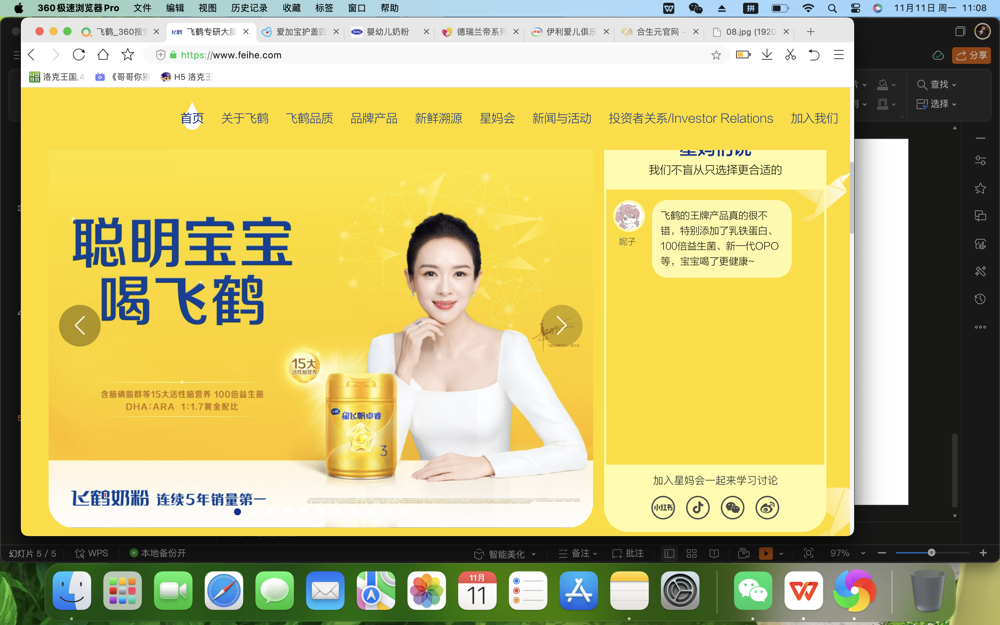 360极速浏览器Pro 文件 编辑 视图 历史记录 收藏 标签 窗口 帮助
拼 11月11日 周一 11:08
飞鹤_360搜索 飞鹤专研大脑 爱加宝护盖四 婴幼儿奶粉 德瑞兰帝系列 伊利爱儿俱乐 合生元官网 - 08.jpg (1920
https://www.feihe.com
分享
洛克王国,4 《哥哥你别 H5 洛克王
查找
选择
首页 关于飞鹤 飞鹤品质 品牌产品 新鲜溯源 星妈会 新闻与活动 投资者关系/Investor Relations 加入我们
星妈们说
我们不盲从只选择更合适的
聪明宝宝
喝飞鹤
飞鹤的王牌产品真的很不
错，特别添加了乳铁蛋白、
100倍益生菌、新一代OPO
等，宝宝喝了更健康~
妮子
飞鹤品牌代表人：章子怡
15大
活性脑营养
含脑磷脂群等15大活性脑营养 100倍益生菌
DHA:ARA 1:1.7黄金配比
飞鹤
星飞帆卓睿
3
飞鹤奶粉 连续5年销量第一
加入星妈会一起来学习讨论
小红书
幻灯片 5 / 5 WPS 本地备份开 智能美化 备注 批注 97%
11月
11